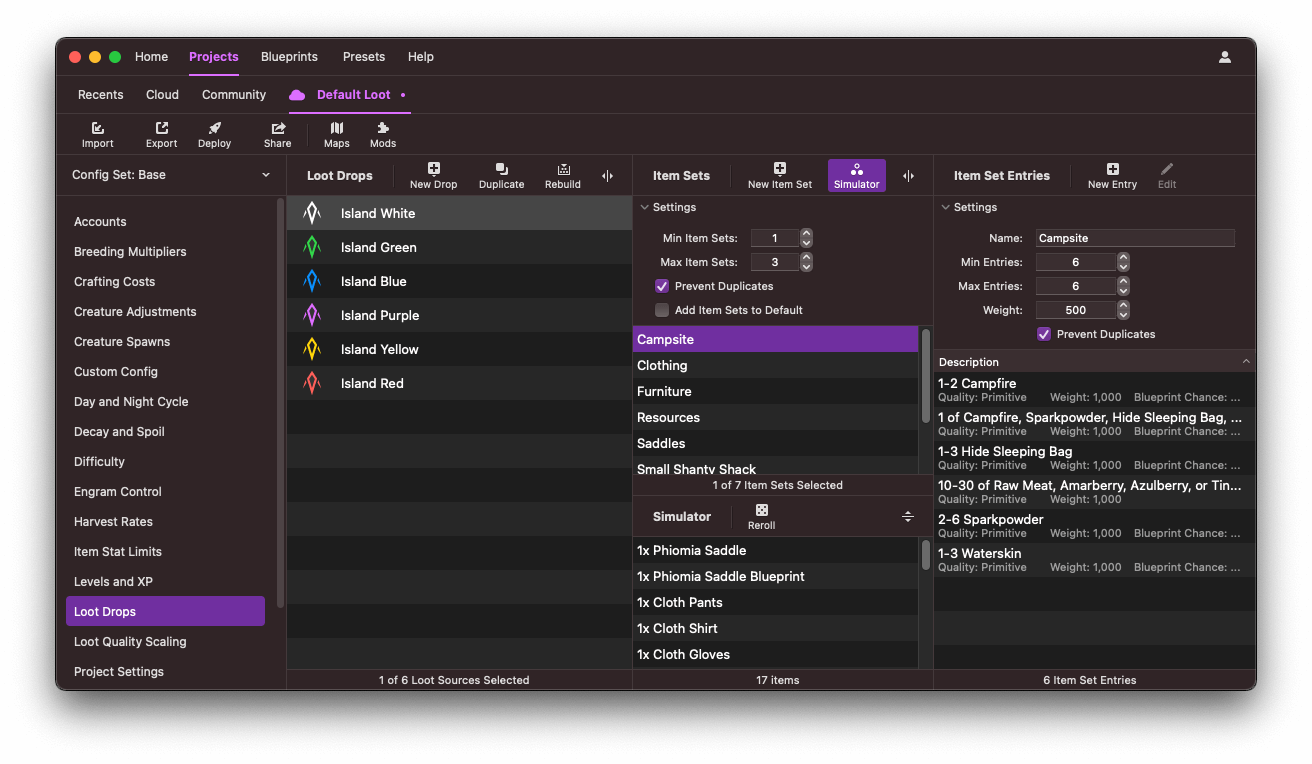 Home Projects Blueprints Presets Help
Recents Cloud Community Default Loot •
Import Export Deploy Share Maps Mods
Config Set: Base
Accounts
Breeding Multipliers
Crafting Costs
Creature Adjustments
Creature Spawns
Custom Config
Day and Night Cycle
Decay and Spoil
Difficulty
Engram Control
Harvest Rates
Item Stat Limits
Levels and XP
Loot Drops
Loot Quality Scaling
Project Settings
Loot Drops New Drop Duplicate Rebuild
Island White
Island Green
Island Blue
Island Purple
Island Yellow
Island Red
1 of 6 Loot Sources Selected
Item Sets New Item Set Simulator
Settings
Min Item Sets: 1
Max Item Sets: 3
Prevent Duplicates
Add Item Sets to Default
Campsite
Clothing
Furniture
Resources
Saddles
Small Shanty Shack
1 of 7 Item Sets Selected
Simulator Reroll
1x Phiomia Saddle
1x Phiomia Saddle Blueprint
1x Cloth Pants
1x Cloth Shirt
1x Cloth Gloves
17 items
Item Set Entries New Entry Edit
Settings
Name: Campsite
Min Entries: 6
Max Entries: 6
Weight: 500
Prevent Duplicates
Description
1-2 Campfire
Quality: Primitive Weight: 1,000 Blueprint Chance: ...
1 of Campfire, Sparkpowder, Hide Sleeping Bag, ...
Quality: Primitive Weight: 1,000 Blueprint Chance: ...
1-3 Hide Sleeping Bag
Quality: Primitive Weight: 1,000 Blueprint Chance: ...
10-30 of Raw Meat, Amarberry, Azulberry, or Tin...
Quality: Primitive Weight: 1,000
2-6 Sparkpowder
Quality: Primitive Weight: 1,000 Blueprint Chance: ...
1-3 Waterskin
Quality: Primitive Weight: 1,000 Blueprint Chance: ...
6 Item Set Entries